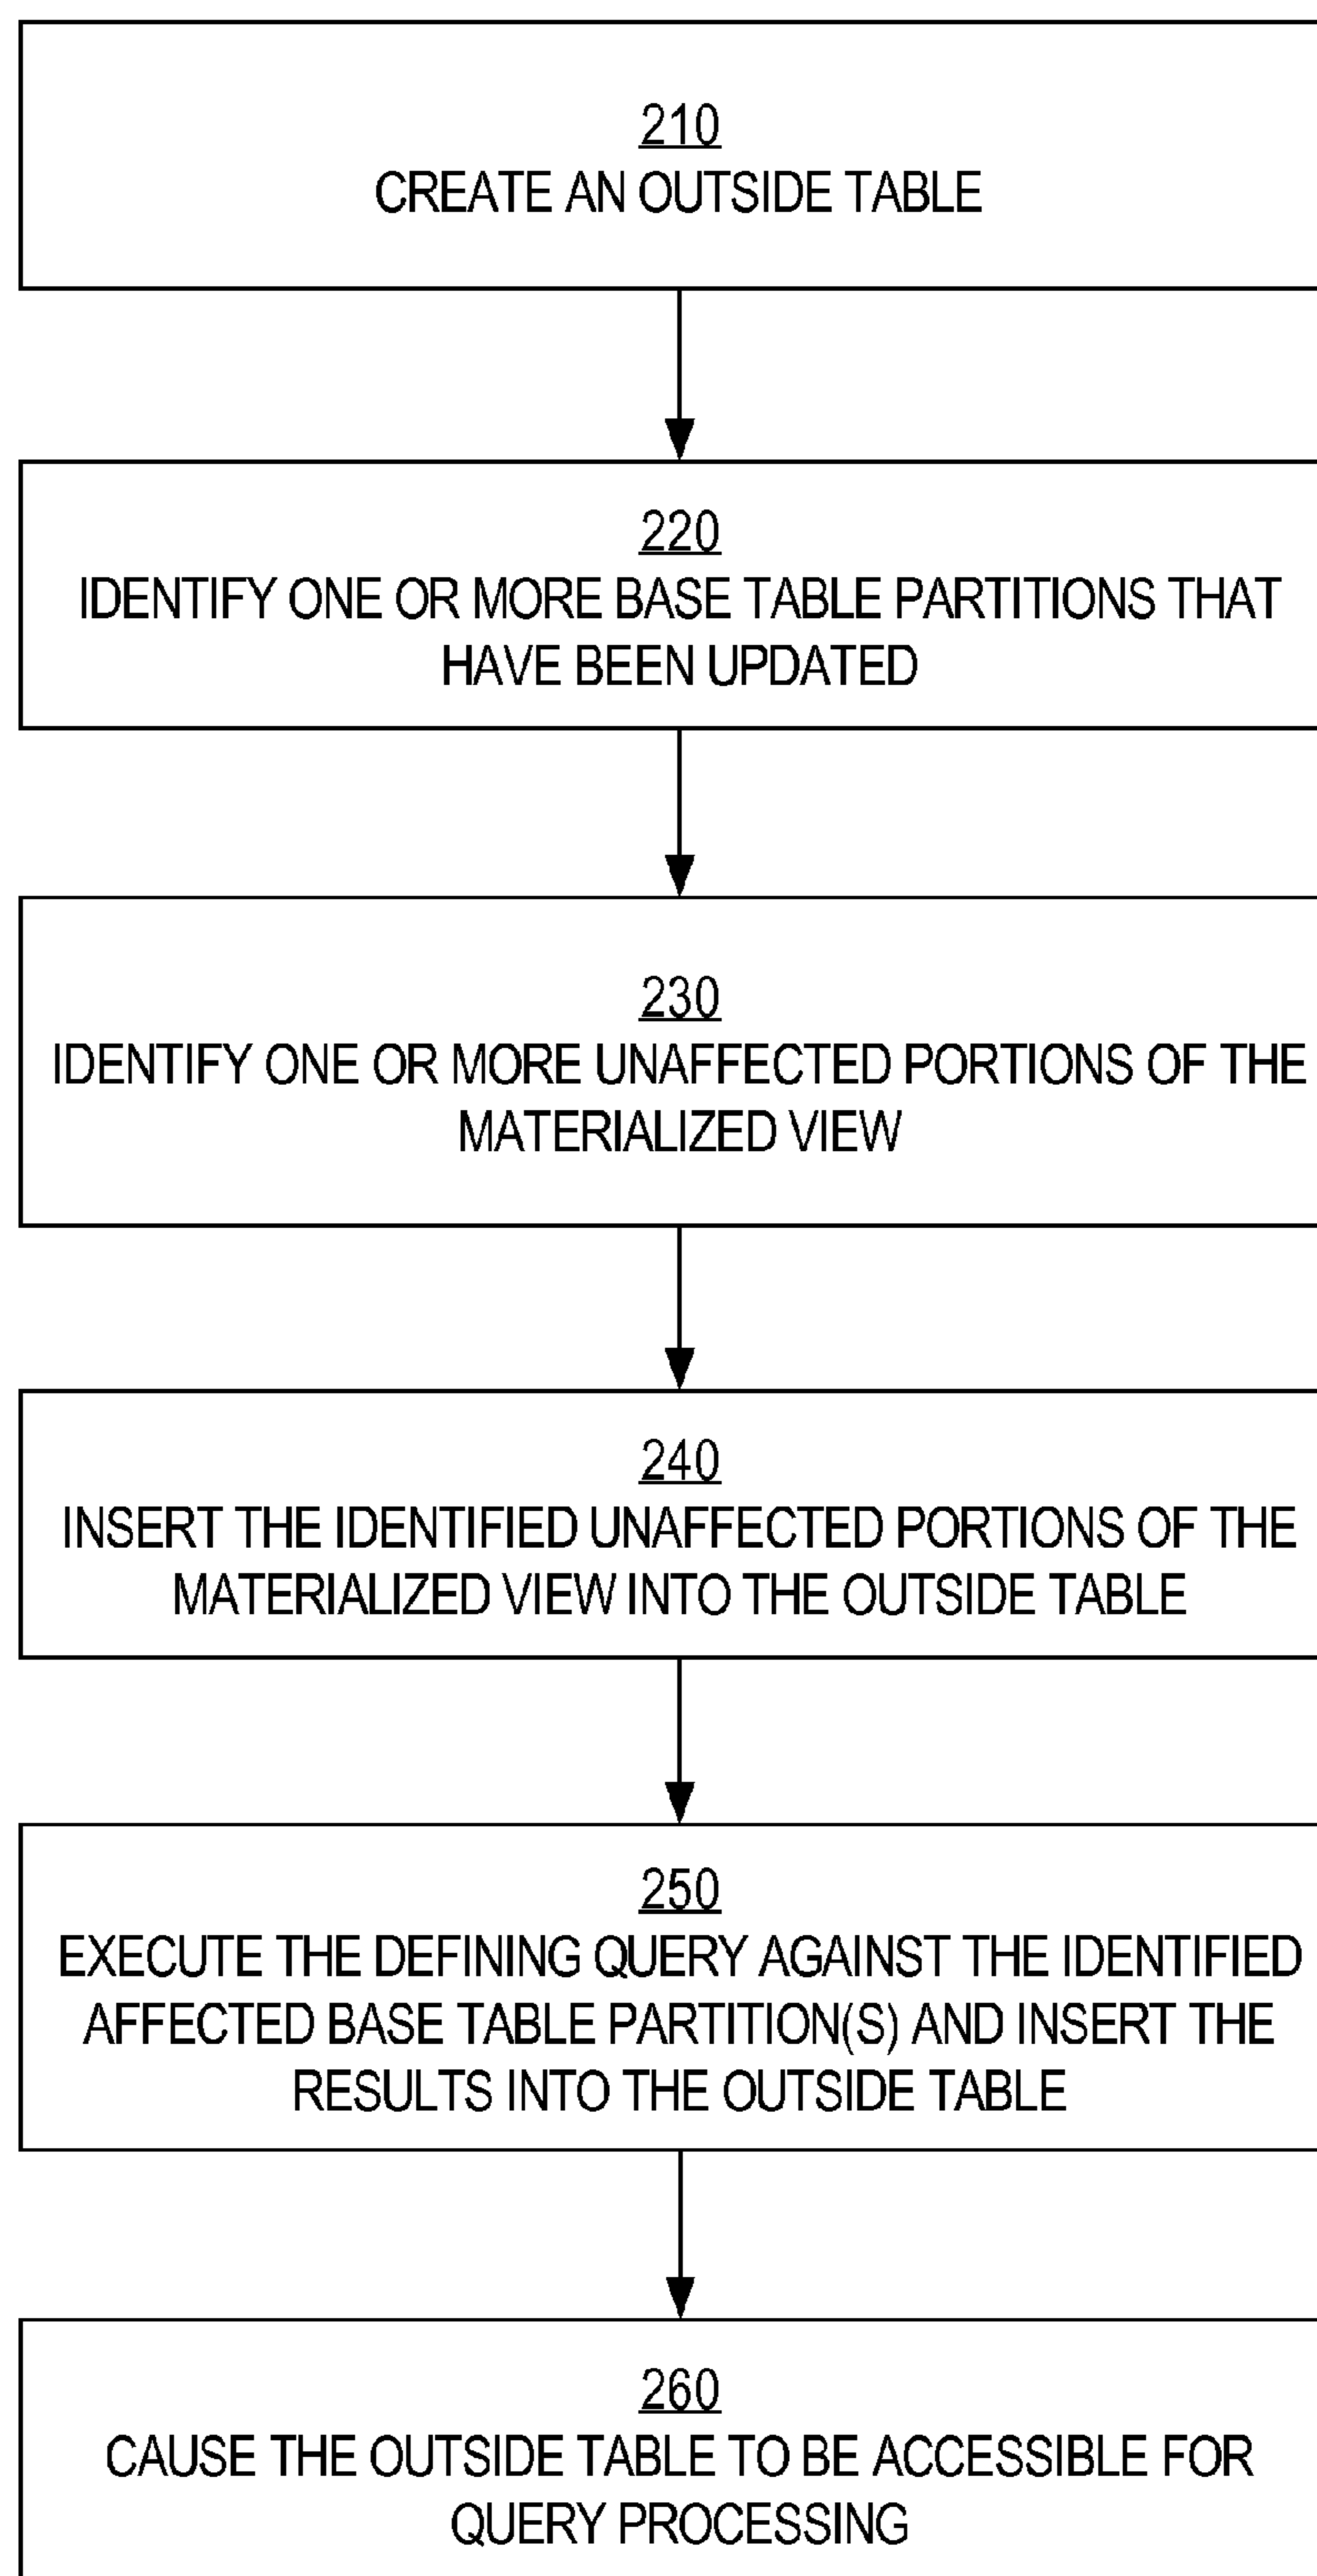 210
CREATE AN OUTSIDE TABLE
220
IDENTIFY ONE OR MORE BASE TABLE PARTITIONS THAT
HAVE BEEN UPDATED
230
IDENTIFY ONE OR MORE UNAFFECTED PORTIONS OF THE
MATERIALIZED VIEW
240
INSERT THE IDENTIFIED UNAFFECTED PORTIONS OF THE
MATERIALIZED VIEW INTO THE OUTSIDE TABLE
250
EXECUTE THE DEFINING QUERY AGAINST THE IDENTIFIED
AFFECTED BASE TABLE PARTITION(S) AND INSERT THE
RESULTS INTO THE OUTSIDE TABLE
260
CAUSE THE OUTSIDE TABLE TO BE ACCESSIBLE FOR
QUERY PROCESSING